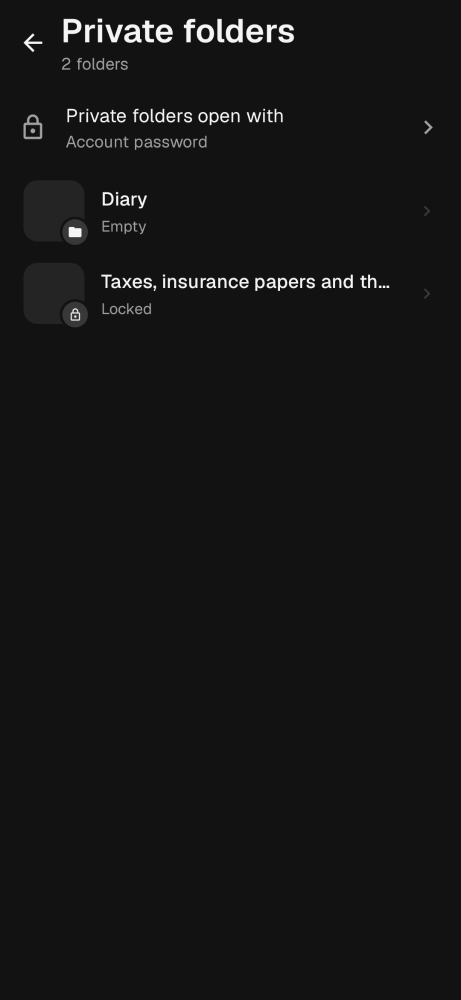 Private folders
2 folders
Private folders open with
Account password
Diary
Empty
Taxes, insurance papers and th…
Locked